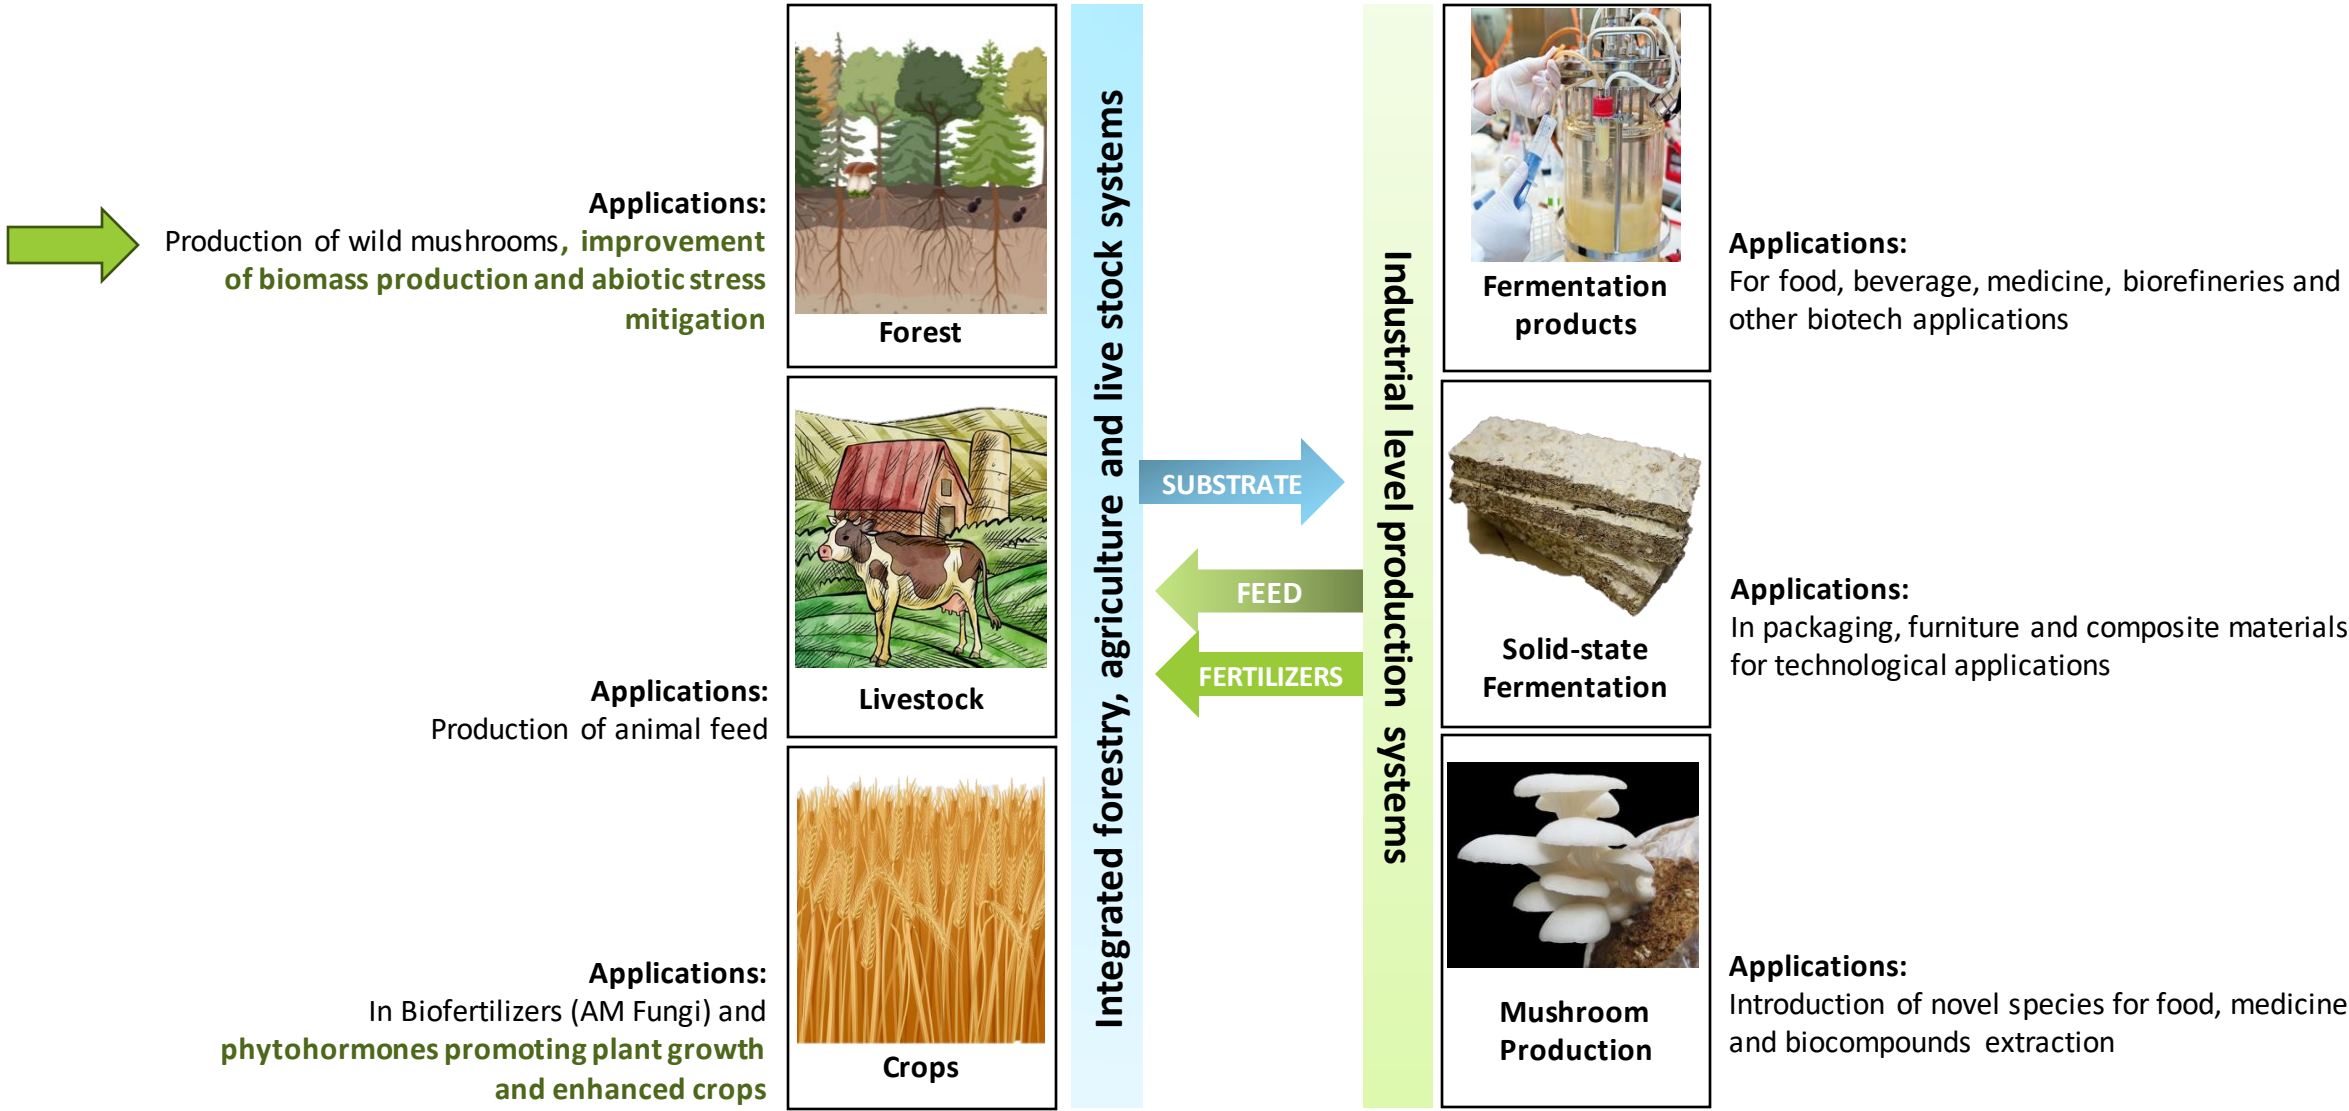 Applications:
Production of wild mushrooms, improvement
of biomass production and abiotic stress
mitigation
Forest
Applications:
Production of animal feed
Livestock
Applications:
In Biofertilizers (AM Fungi) and
phytohormones promoting plant growth
and enhanced crops
Crops
Integrated forestry, agriculture and live stock systems
SUBSTRATE
FEED
FERTILIZERS
Industrial level production systems
Fermentation
products
Applications:
For food, beverage, medicine, biorefineries and
other biotech applications
Solid-state
Fermentation
Applications:
In packaging, furniture and composite materials
for technological applications
Mushroom
Production
Applications:
Introduction of novel species for food, medicine
and biocompounds extraction